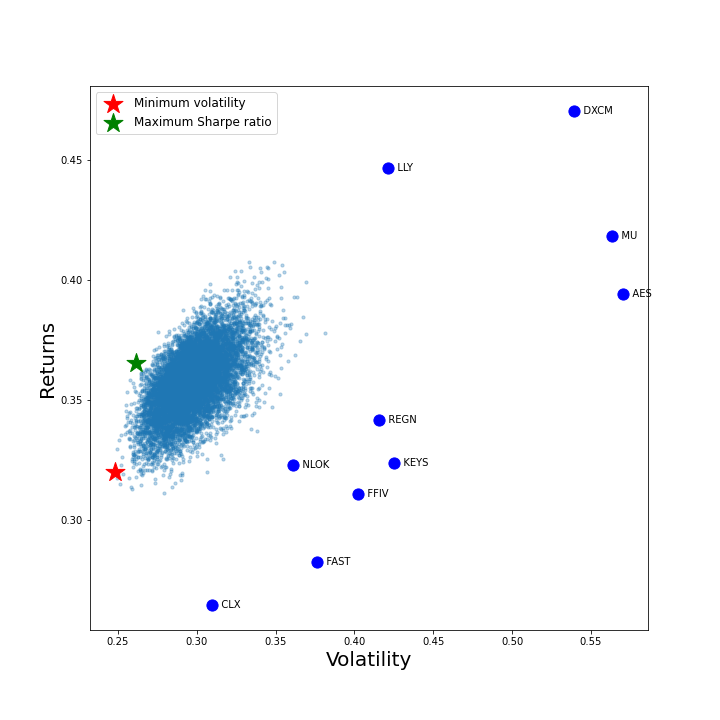 Minimum volatility
Maximum Sharpe ratio
DXCM
LLY
MU
AES
REGN
NLOK
KEYS
FFIV
FAST
CLX
0.45
0.40
0.35
0.30
Returns
0.25
0.30
0.35
0.40
0.45
0.50
0.55
Volatility